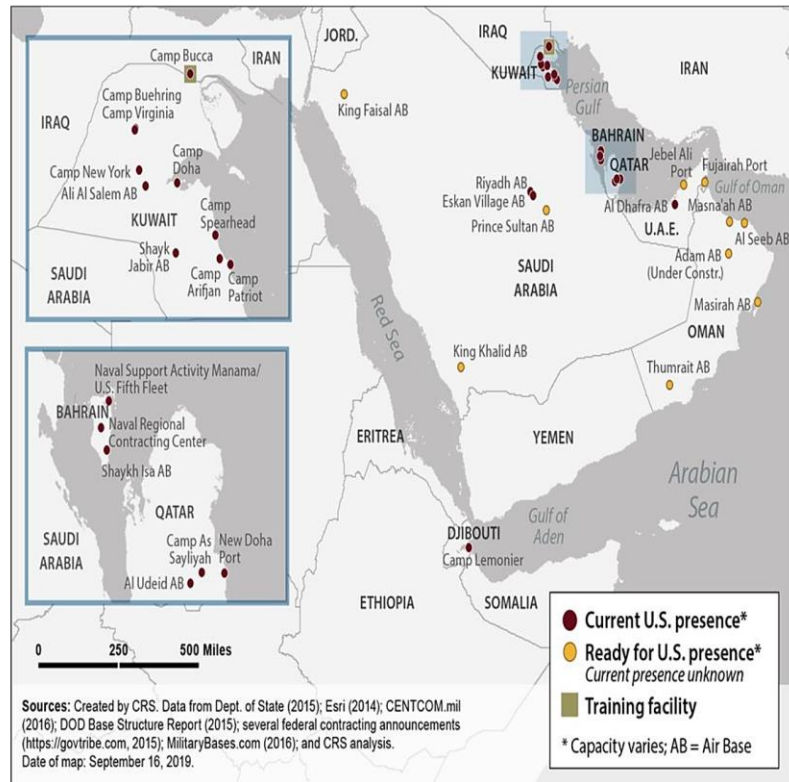 Camp Bucca
IRAN
IRAQ
Camp Buehring
Camp Virginia
Camp New York
Ali Al Salem AB
Camp
Doha
KUWAIT
Camp
Spearhead
Shayk
Jabir AB
SAUDI
ARABIA
Camp
Arifjan
Camp
Patriot
Naval Support Activity Manama/
U.S. Fifth Fleet
BAHRAIN
Naval Regional
Contracting Center
Shaykh Isa AB
QATAR
SAUDI
ARABIA
Camp As
Sayliyah
New Doha
Port
Al Udeid AB
JORD.
IRAQ
IRAN
KUWAIT
King Faisal AB
Persian
Gulf
BAHRAIN
QATAR
Jebel Ali
Port
Fujairah Port
Gulf of Oman
Riyadh AB
Eskan Village AB
Prince Sultan AB
Al Dhafra AB
Masna'ah AB
U.A.E.
Al Seeb AB
Adam AB
(Under Constr.)
SAUDI
ARABIA
Masirah AB
OMAN
Red Sea
King Khalid AB
Thumrait AB
ERITREA
YEMEN
Arabian
Sea
DJIBOUTI
Gulf of
Aden
Camp Lemonier
ETHIOPIA
SOMALIA
0 250 500 Miles
Current U.S. presence*
Ready for U.S. presence*
Current presence unknown
Training facility
* Capacity varies; AB = Air Base
Sources: Created by CRS. Data from Dept. of State (2015); Esri (2014); CENTCOM.mil
(2016); DOD Base Structure Report (2015); several federal contracting announcements
(https://govtribe.com, 2015); MilitaryBases.com (2016); and CRS analysis.
Date of map: September 16, 2019.